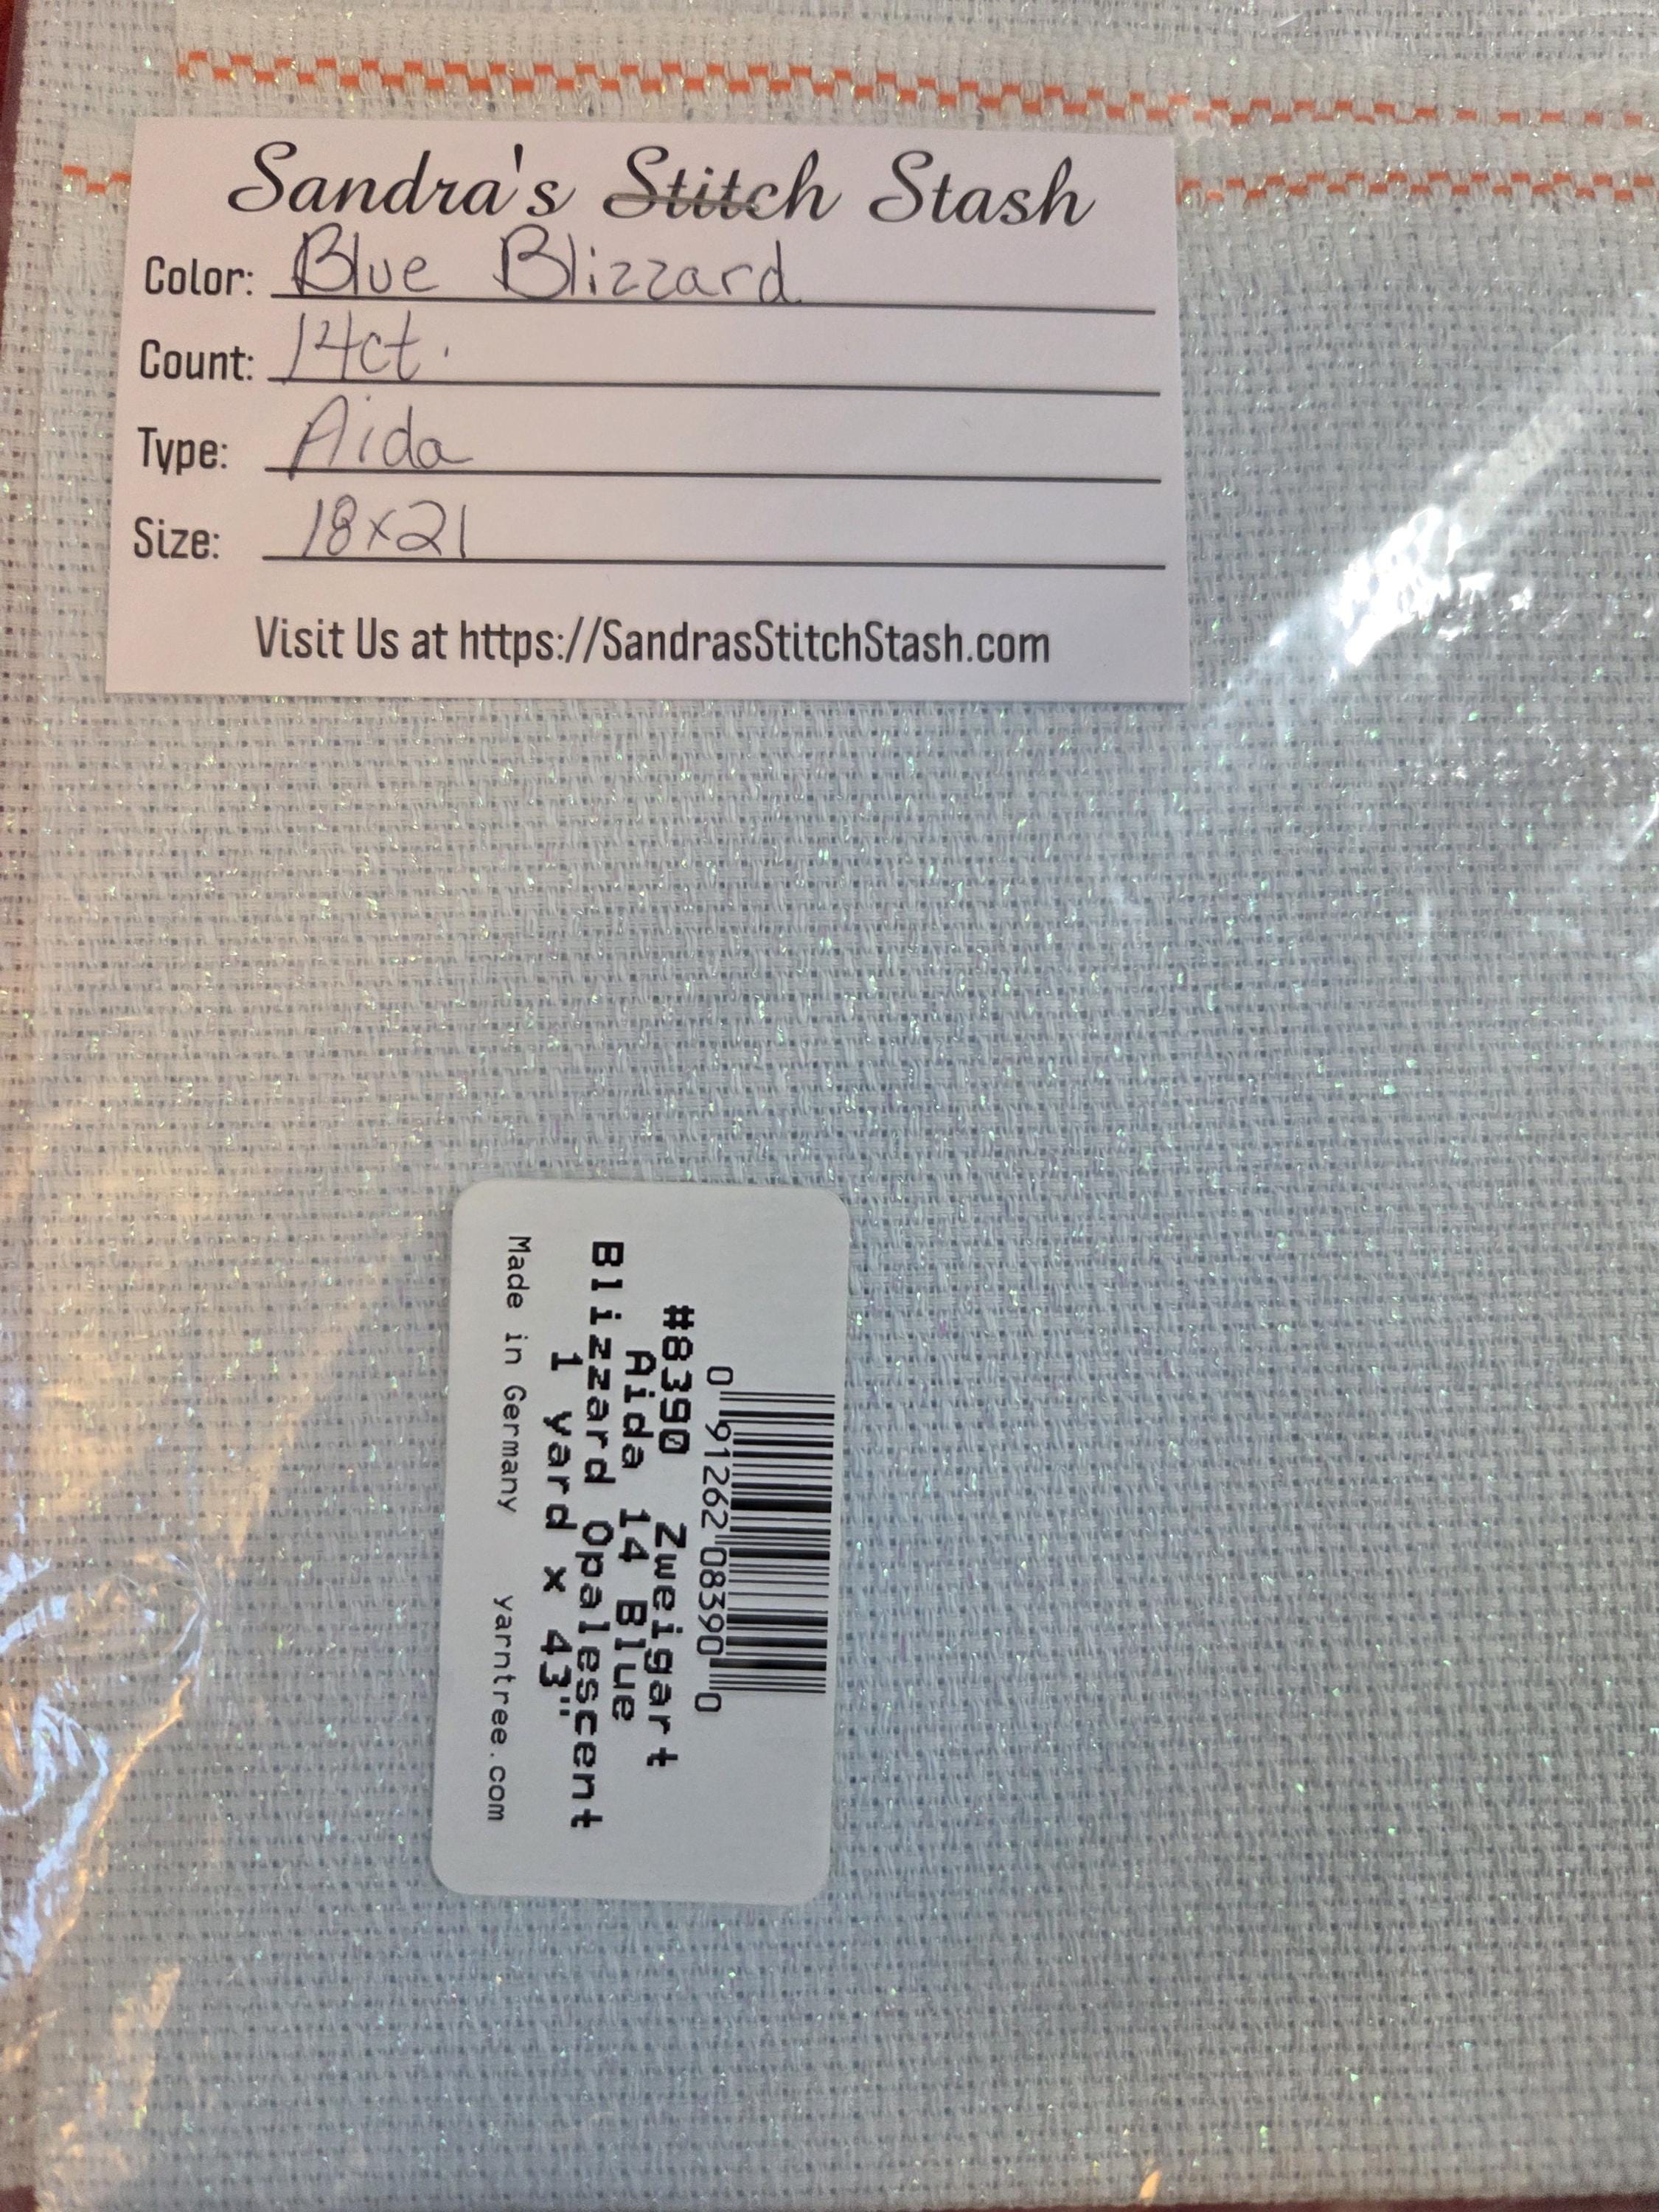 Sandra's Stitch Stash
Color: Blue Blizzard
Count: 14ct.
Type: Aida
Size: 18x21
Visit Us at https://SandrasStitchStash.com
0 91262 08390 0
#8390 Zweigart
Aida 14 Blue
Blizzard Opalescent
1 yard x 43"
Made in Germany yarntree.com